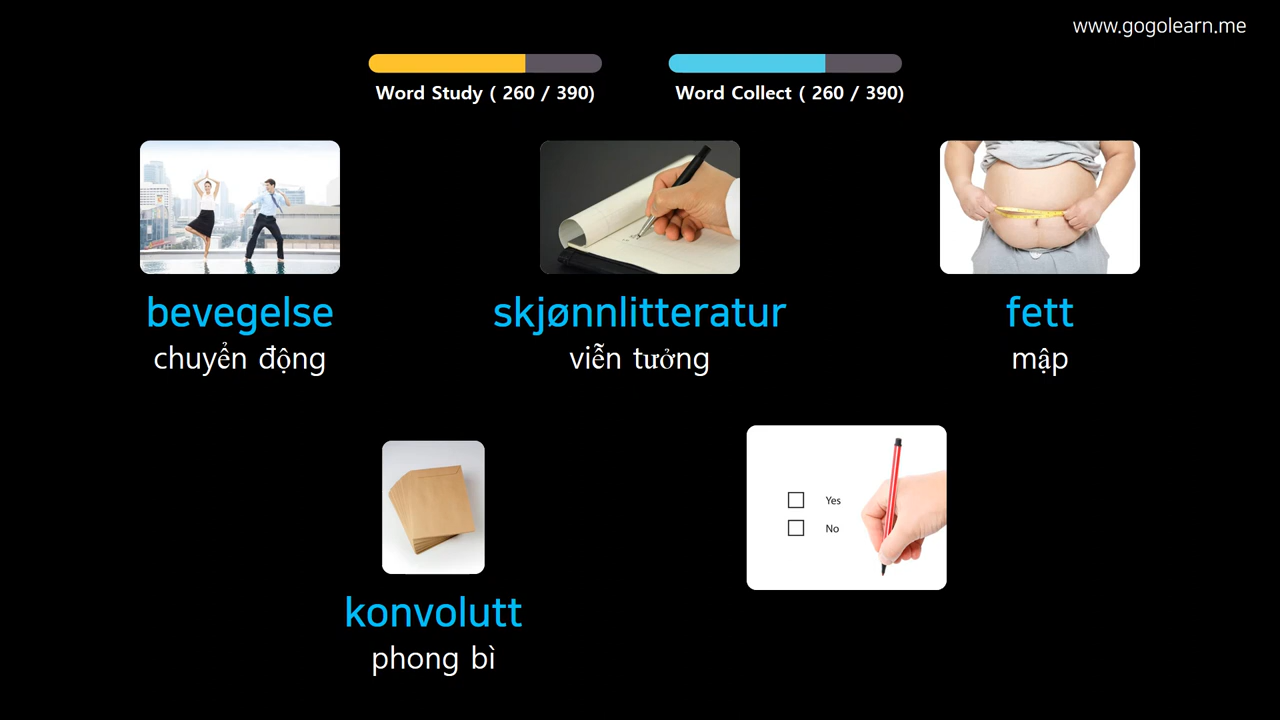 www.gogolearn.me
Word Study ( 260 / 390)
Word Collect ( 260 / 390)
bevegelse
chuyển động
skjønnlitteratur
viễn tưởng
fett
mập
Yes
No
konvolutt
phong bì